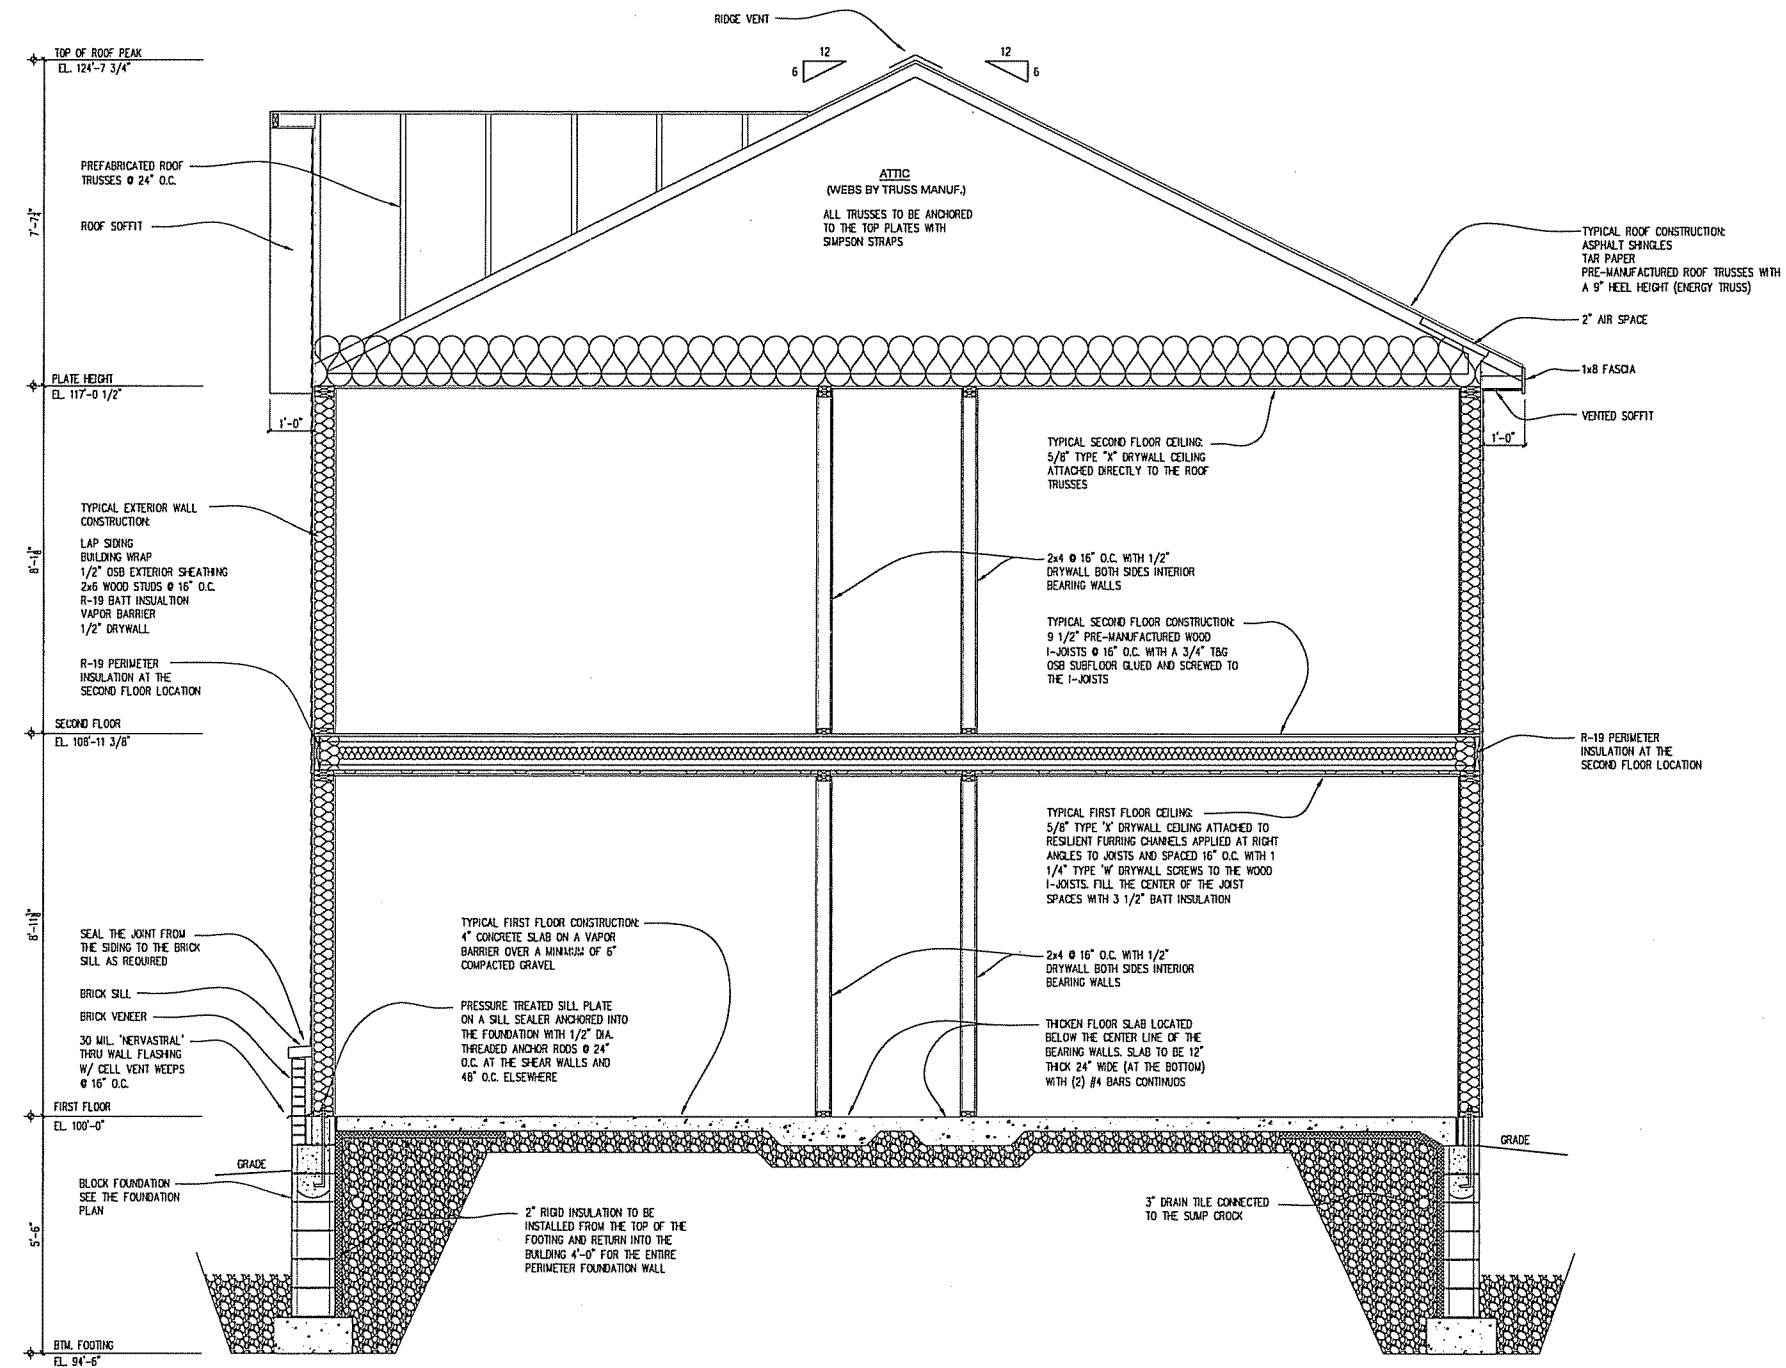 RIDGE VENT
12
6
12
6
TOP OF ROOF PEAK
EL. 124'-7 3/4"
PREFABRICATED ROOF
TRUSSES @ 24" O.C.
ROOF SOFFIT
7'-7 1/4"
ATTIC
(WEBS BY TRUSS MANUF.)
ALL TRUSSES TO BE ANCHORED
TO THE TOP PLATES WITH
SIMPSON STRAPS
TYPICAL ROOF CONSTRUCTION:
ASPHALT SHINGLES
TAR PAPER
PRE-MANUFACTURED ROOF TRUSSES WITH
A 9" HEEL HEIGHT (ENERGY TRUSS)
2" AIR SPACE
1x8 FASCIA
VENTED SOFFIT
1'-0"
PLATE HEIGHT
EL. 117'-0 1/2"
1'-0"
TYPICAL SECOND FLOOR CEILING:
5/8" TYPE "X" DRYWALL CEILING
ATTACHED DIRECTLY TO THE ROOF
TRUSSES
TYPICAL EXTERIOR WALL
CONSTRUCTION:
LAP SIDING
BUILDING WRAP
1/2" OSB EXTERIOR SHEATHING
2x6 WOOD STUDS @ 16" O.C.
R-19 BATT INSUALTION
VAPOR BARRIER
1/2" DRYWALL
8'-1 1/8"
2x4 @ 16" O.C. WITH 1/2"
DRYWALL BOTH SIDES INTERIOR
BEARING WALLS
TYPICAL SECOND FLOOR CONSTRUCTION:
9 1/2" PRE-MANUFACTURED WOOD
I-JOISTS @ 16" O.C. WITH A 3/4" T&G
OSB SUBFLOOR GLUED AND SCREWED TO
THE I-JOISTS
R-19 PERIMETER
INSULATION AT THE
SECOND FLOOR LOCATION
SECOND FLOOR
EL. 108'-11 3/8"
R-19 PERIMETER
INSULATION AT THE
SECOND FLOOR LOCATION
TYPICAL FIRST FLOOR CEILING:
5/8" TYPE 'X' DRYWALL CEILING ATTACHED TO
RESILIENT FURRING CHANNELS APPLIED AT RIGHT
ANGLES TO JOISTS AND SPACED 16" O.C. WITH 1
1/4" TYPE 'W' DRYWALL SCREWS TO THE WOOD
I-JOISTS. FILL THE CENTER OF THE JOIST
SPACES WITH 3 1/2" BATT INSULATION
8'-11 3/8"
SEAL THE JOINT FROM
THE SIDING TO THE BRICK
SILL AS REQUIRED
BRICK SILL
BRICK VENEER
30 MIL. 'NERVASTRAL'
THRU WALL FLASHING
W/ CELL VENT WEEPS
@ 16" O.C.
TYPICAL FIRST FLOOR CONSTRUCTION:
4" CONCRETE SLAB ON A VAPOR
BARRIER OVER A MINIMUM OF 6"
COMPACTED GRAVEL
PRESSURE TREATED SILL PLATE
ON A SILL SEALER ANCHORED INTO
THE FOUNDATION WITH 1/2" DIA.
THREADED ANCHOR RODS @ 24"
O.C. AT THE SHEAR WALLS AND
48" O.C. ELSEWHERE
2x4 @ 16" O.C. WITH 1/2"
DRYWALL BOTH SIDES INTERIOR
BEARING WALLS
THICKEN FLOOR SLAB LOCATED
BELOW THE CENTER LINE OF THE
BEARING WALLS. SLAB TO BE 12"
THICK 24" WIDE (AT THE BOTTOM)
WITH (2) #4 BARS CONTINUOS
FIRST FLOOR
EL. 100'-0"
GRADE
GRADE
BLOCK FOUNDATION
SEE THE FOUNDATION
PLAN
5'-6"
2" RIGID INSULATION TO BE
INSTALLED FROM THE TOP OF THE
FOOTING AND RETURN INTO THE
BUILDING 4'-0" FOR THE ENTIRE
PERIMETER FOUNDATION WALL
3" DRAIN TILE CONNECTED
TO THE SUMP CROCK
BTM. FOOTING
EL. 94'-6"